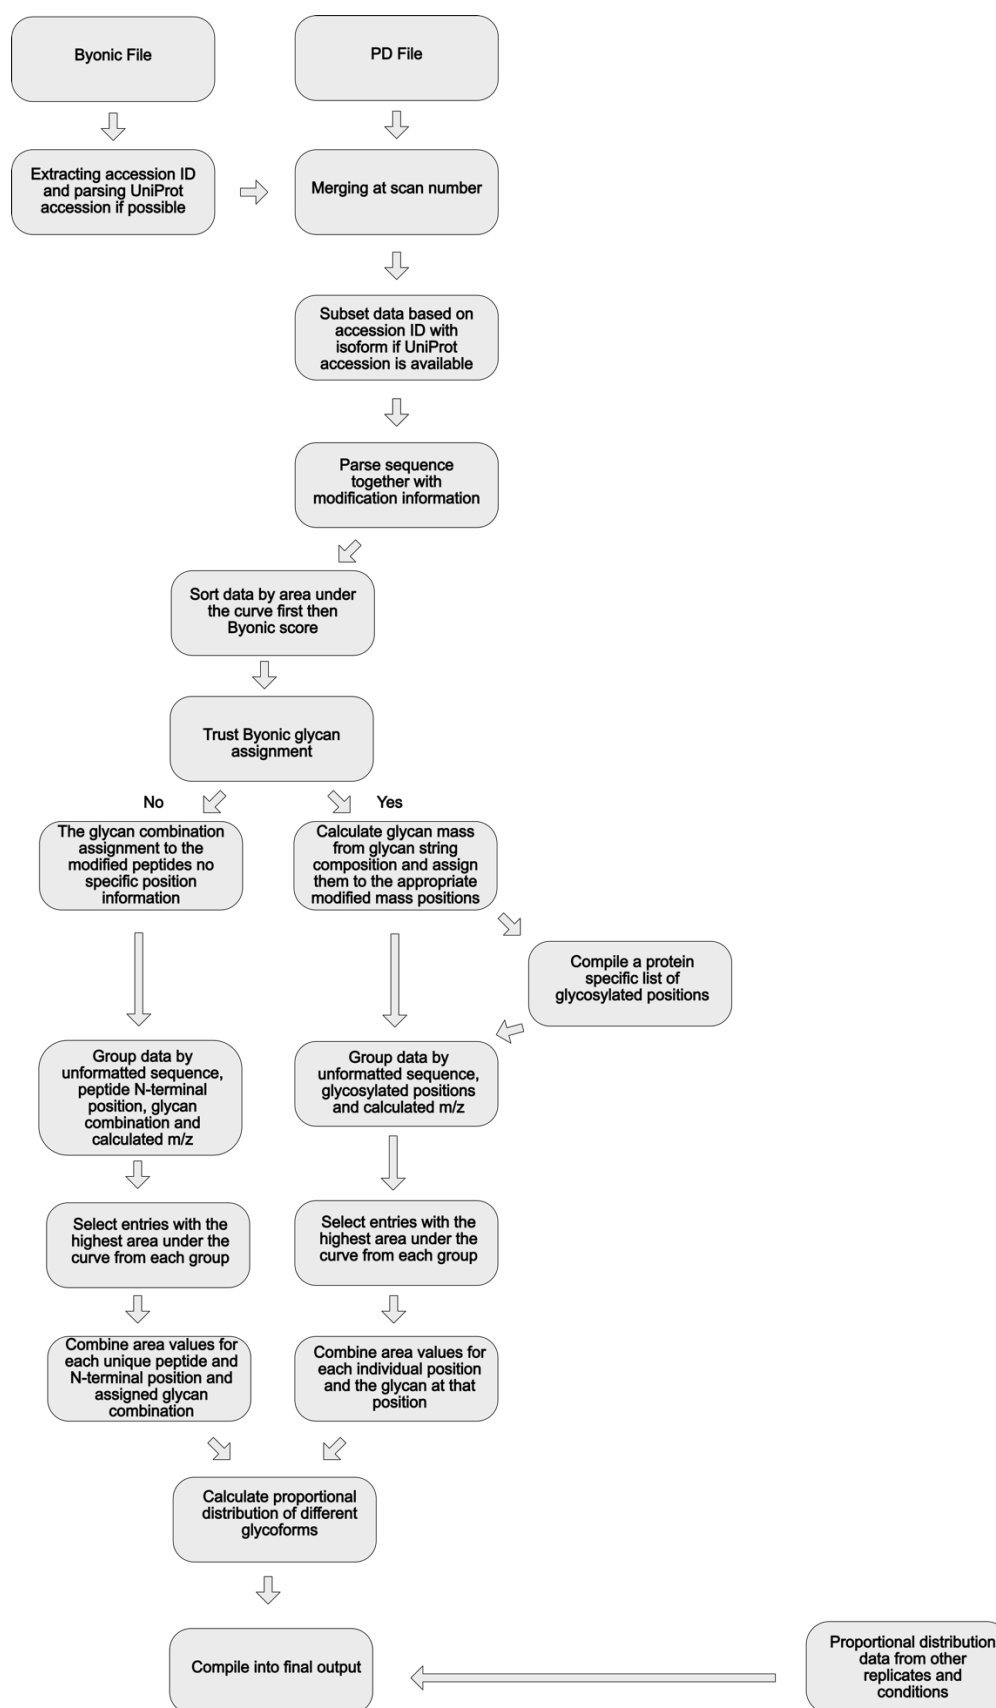 Byonic File
PD File
Extracting accession ID
and parsing UniProt
accession if possible
Merging at scan number
Subset data based on
accession ID with
isoform if UniProt
accession is available
Parse sequence
together with
modification information
Sort data by area under
the curve first then
Byonic score
Trust Byonic glycan
assignment
No
Yes
The glycan combination
assignment to the
modified peptides no
specific position
information
Calculate glycan mass
from glycan string
composition and assign
them to the appropriate
modified mass positions
Compile a protein
specific list of
glycosylated positions
Group data by
unformatted sequence,
peptide N-terminal
position, glycan
combination and
calculated m/z
Group data by
unformatted sequence,
glycosylated positions
and calculated m/z
Select entries with the
highest area under the
curve from each group
Select entries with the
highest area under the
curve from each group
Combine area values for
each unique peptide and
N-terminal position and
assigned glycan
combination
Combine area values for
each individual position
and the glycan at that
position
Calculate proportional
distribution of different
glycoforms
Compile into final output
Proportional distribution
data from other
replicates and
conditions